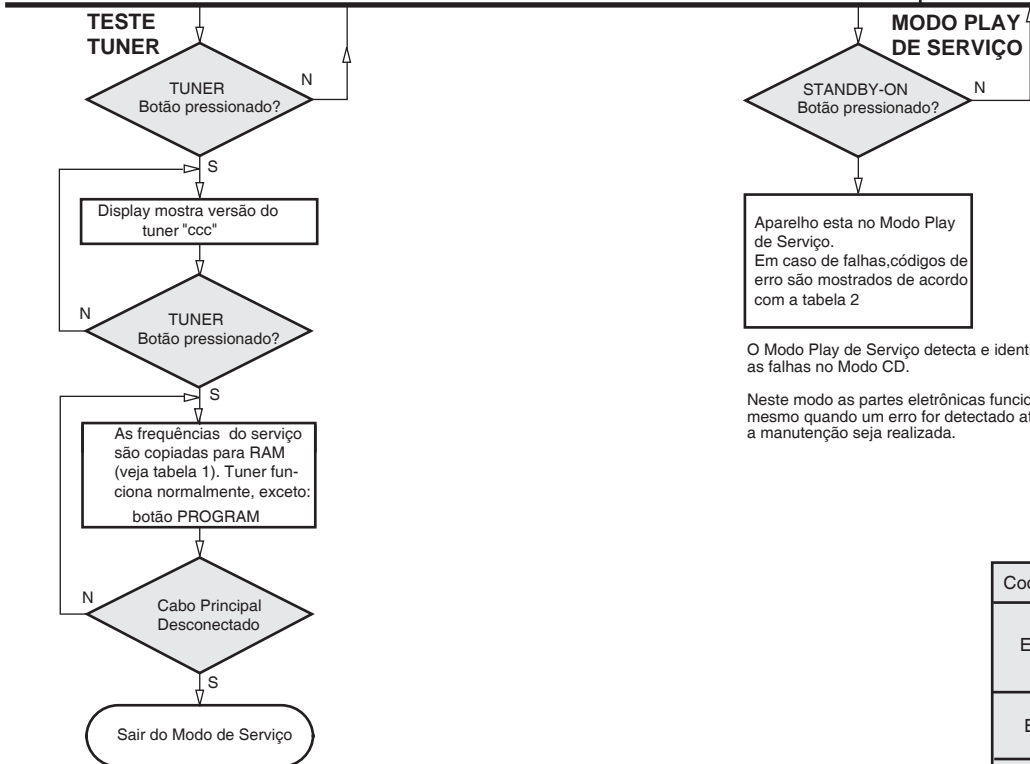 TESTE
TUNER
TUNER
Botão pressionado?
N
S
Display mostra versão do
tuner "ccc"
N
TUNER
Botão pressionado?
S
As frequências do serviço
são copiadas para RAM
(veja tabela 1). Tuner fun-
ciona normalmente, exceto:
botão PROGRAM
N
Cabo Principal
Desconectado
S
Sair do Modo de Serviço
MODO PLAY
DE SERVIÇO
STANDBY-ON
Botão pressionado?
N
Aparelho esta no Modo Play
de Serviço.
Em caso de falhas,códigos de
erro são mostrados de acordo
com a tabela 2
O Modo Play de Serviço detecta e
as falhas no Modo CD.
Neste modo as partes eletrônicas
mesmo quando um erro for detectado
a manutenção seja realizada.